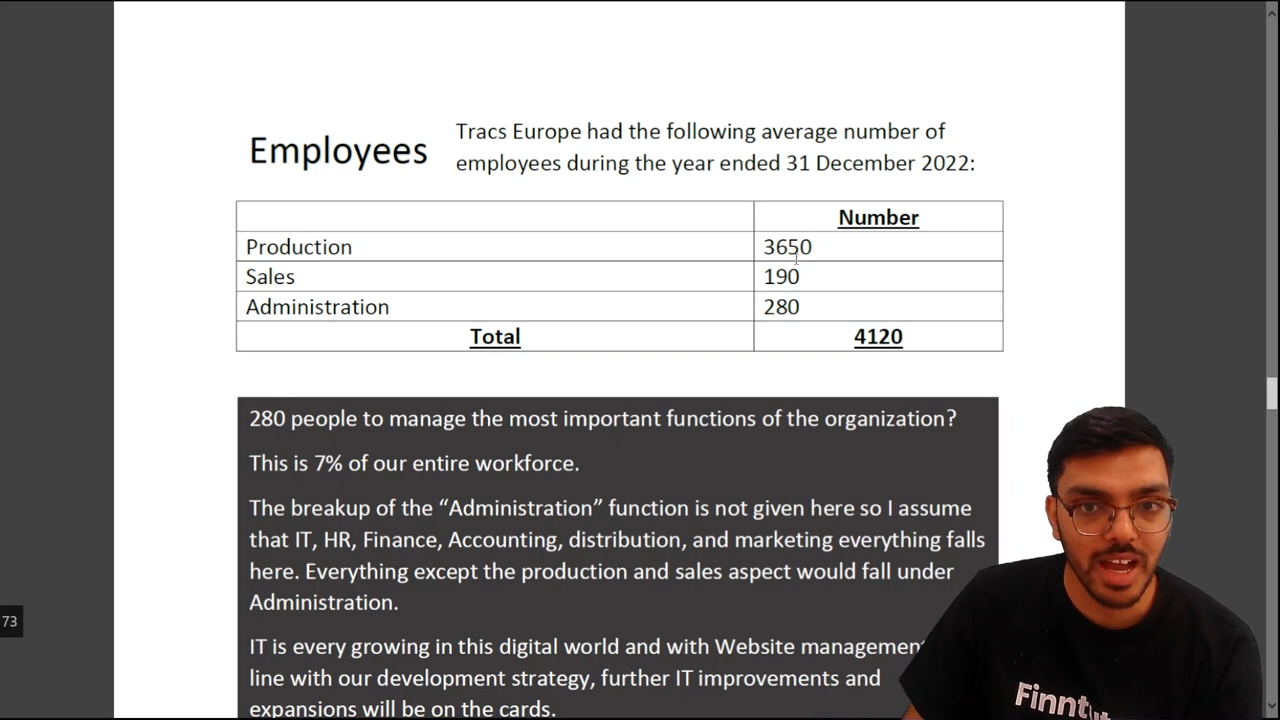 Employees
Tracs Europe had the following average number of
employees during the year ended 31 December 2022:
Number
Production 3650
Sales 190
Administration 280
Total 4120
280 people to manage the most important functions of the organization?
This is 7% of our entire workforce.
The breakup of the “Administration” function is not given here so I assume
that IT, HR, Finance, Accounting, distribution, and marketing everything falls
here. Everything except the production and sales aspect would fall under
Administration.
IT is every growing in this digital world and with Website management
line with our development strategy, further IT improvements and
expansions will be on the cards.
73